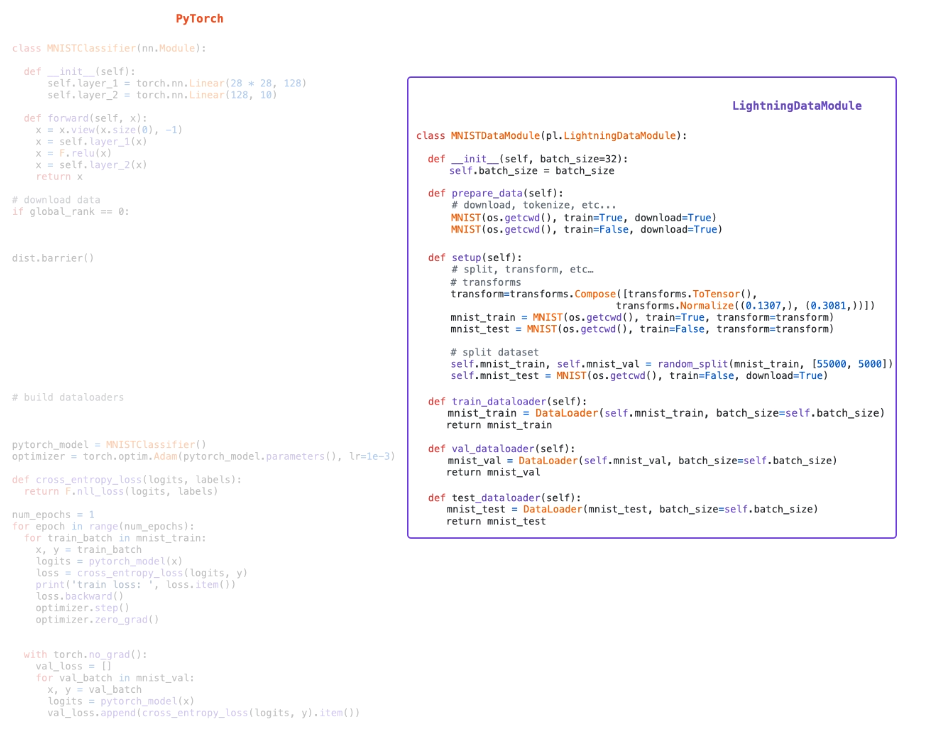 PyTorch
class MNISTClassifier(nn.Module):
def __init__(self):
self.layer_1 = torch.nn.Linear(28 * 28, 128)
self.layer_2 = torch.nn.Linear(128, 10)
def forward(self, x):
x = x.view(x.size(0), -1)
x = self.layer_1(x)
x = F.relu(x)
x = self.layer_2(x)
return x
# download data
if global_rank == 0:
dist.barrier()
# build dataloaders
pytorch_model = MNISTClassifier()
optimizer = torch.optim.Adam(pytorch_model.parameters(), lr=1e-3)
def cross_entropy_loss(logits, labels):
return F.nll_loss(logits, labels)
num_epochs = 1
for epoch in range(num_epochs):
for train_batch in mnist_train:
x, y = train_batch
logits = pytorch_model(x)
loss = cross_entropy_loss(logits, y)
print('train loss: ', loss.item())
loss.backward()
optimizer.step()
optimizer.zero_grad()
with torch.no_grad():
val_loss = []
for val_batch in mnist_val:
x, y = val_batch
logits = pytorch_model(x)
val_loss.append(cross_entropy_loss(logits, y).item())
LightningDataModule
class MNISTDataModule(pl.LightningDataModule):
def __init__(self, batch_size=32):
self.batch_size = batch_size
def prepare_data(self):
# download, tokenize, etc...
MNIST(os.getcwd(), train=True, download=True)
MNIST(os.getcwd(), train=False, download=True)
def setup(self):
# split, transform, etc…
# transforms
transform=transforms.Compose([transforms.ToTensor(),
transforms.Normalize((0.1307,), (0.3081,))])
mnist_train = MNIST(os.getcwd(), train=True, transform=transform)
mnist_test = MNIST(os.getcwd(), train=False, transform=transform)
# split dataset
self.mnist_train, self.mnist_val = random_split(mnist_train, [55000, 5000])
self.mnist_test = MNIST(os.getcwd(), train=False, download=True)
def train_dataloader(self):
mnist_train = DataLoader(self.mnist_train, batch_size=self.batch_size)
return mnist_train
def val_dataloader(self):
mnist_val = DataLoader(self.mnist_val, batch_size=self.batch_size)
return mnist_val
def test_dataloader(self):
mnist_test = DataLoader(mnist_test, batch_size=self.batch_size)
return mnist_test